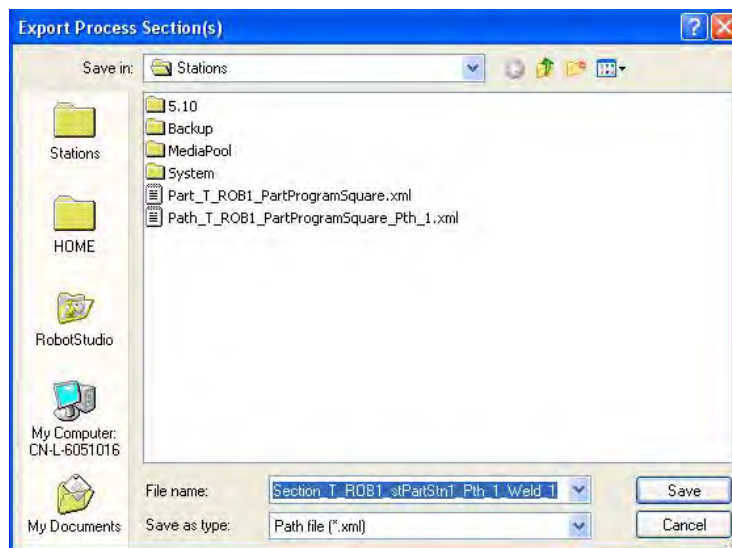 Export Process Section(s)
Save in:
Stations
Stations
HOME
RobotStudio
My Computer:
CN-L-6051016
My Documents
5.10
Backup
MediaPool
System
Part_T_ROB1_PartProgramSquare.xml
Path_T_ROB1_PartProgramSquare_Pth_1.xml
File name:
Section_T_ROB1_stPartStn1_Pth_1_Weld_1
Save
Save as type:
Path file (*.xml)
Cancel